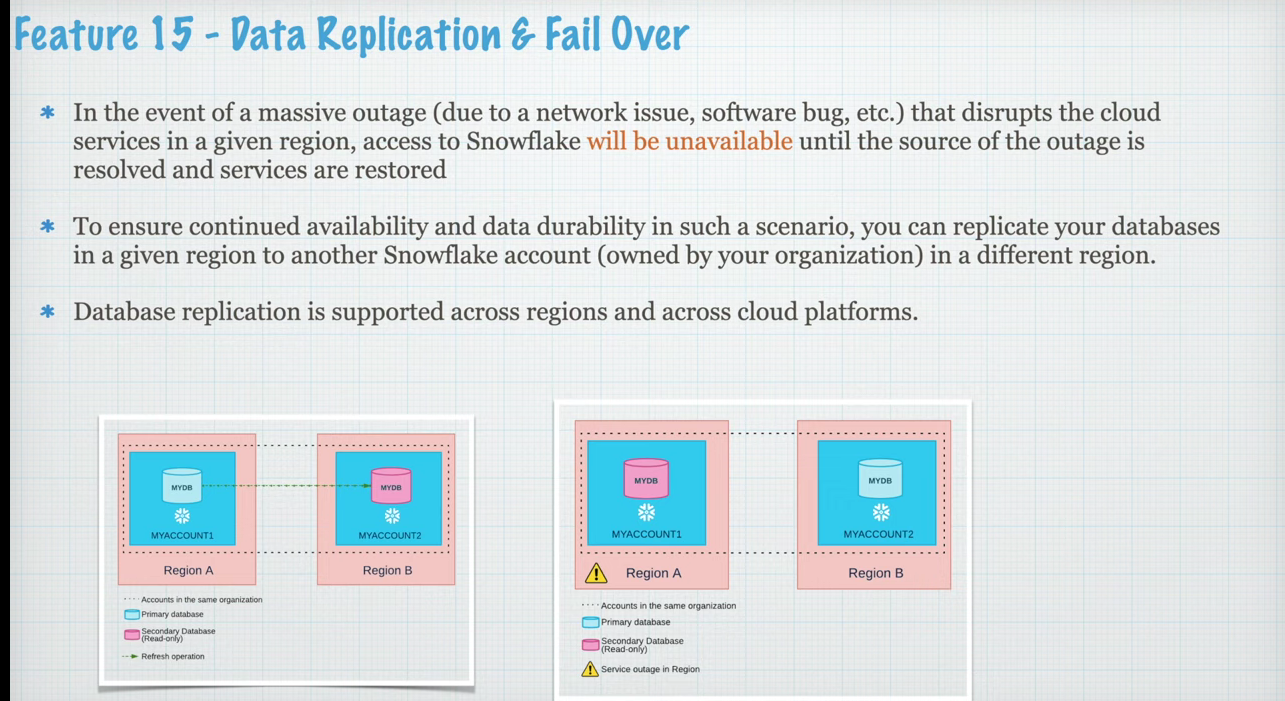 Feature 15 - Data Replication & Fail Over
* In the event of a massive outage (due to a network issue, software bug, etc.) that disrupts the cloud
services in a given region, access to Snowflake will be unavailable until the source of the outage is
resolved and services are restored
* To ensure continued availability and data durability in such a scenario, you can replicate your databases
in a given region to another Snowflake account (owned by your organization) in a different region.
* Database replication is supported across regions and across cloud platforms.
MYDB
MYACCOUNT1
Region A
MYDB
MYACCOUNT2
Region B
Accounts in the same organization
Primary database
Secondary Database
(Read-only)
Refresh operation
MYDB
MYACCOUNT1
Region A
MYDB
MYACCOUNT2
Region B
Accounts in the same organization
Primary database
Secondary Database
(Read-only)
Service outage in Region